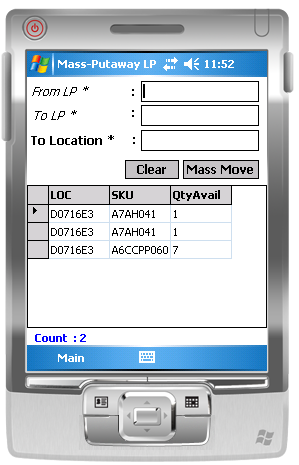 Mass-Putaway LP 11:52
From LP * :
To LP * :
To Location * :
Clear Mass Move
LOC SKU QtyAvail
D0716E3 A7AH041 1
D0716E3 A7AH041 1
D0716E3 A6CCPP060 7
Count : 2
Main